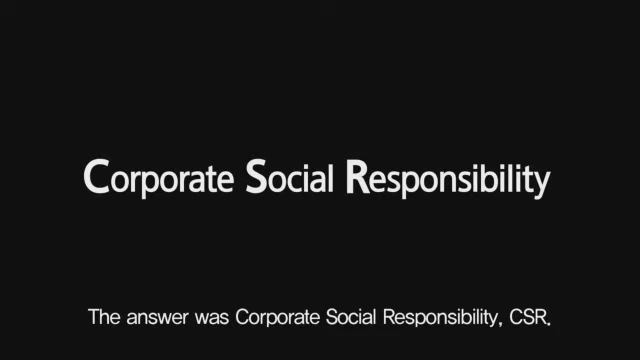 Corporate Social Responsibility
The answer was Corporate Social Responsibility, CSR.